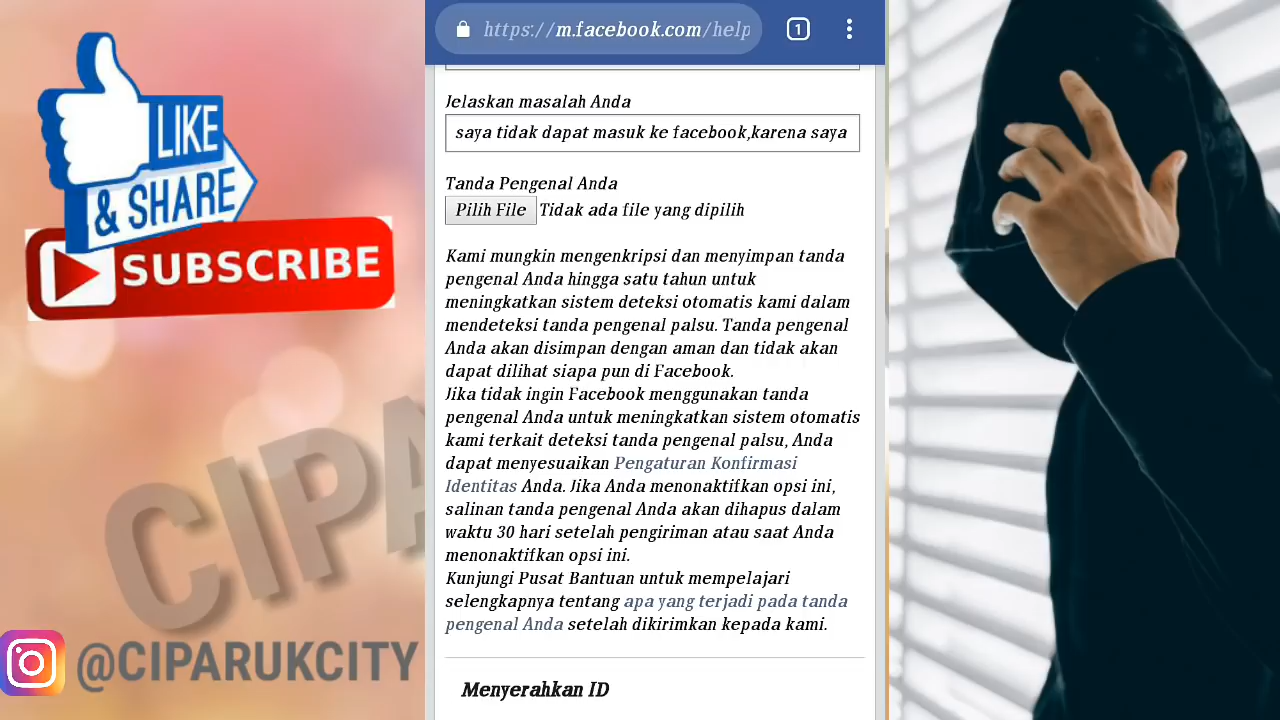 LIKE
& SHARE
SUBSCRIBE
CIPA
@CIPARUKCITY
https://m.facebook.com/help
1
Jelaskan masalah Anda
saya tidak dapat masuk ke facebook,karena saya
Tanda Pengenal Anda
Pilih File Tidak ada file yang dipilih
Kami mungkin mengenkripsi dan menyimpan tanda
pengenal Anda hingga satu tahun untuk
meningkatkan sistem deteksi otomatis kami dalam
mendeteksi tanda pengenal palsu. Tanda pengenal
Anda akan disimpan dengan aman dan tidak akan
dapat dilihat siapa pun di Facebook.
Jika tidak ingin Facebook menggunakan tanda
pengenal Anda untuk meningkatkan sistem otomatis
kami terkait deteksi tanda pengenal palsu, Anda
dapat menyesuaikan Pengaturan Konfirmasi
Identitas Anda. Jika Anda menonaktifkan opsi ini,
salinan tanda pengenal Anda akan dihapus dalam
waktu 30 hari setelah pengiriman atau saat Anda
menonaktifkan opsi ini.
Kunjungi Pusat Bantuan untuk mempelajari
selengkapnya tentang apa yang terjadi pada tanda
pengenal Anda setelah dikirimkan kepada kami.
Menyerahkan ID